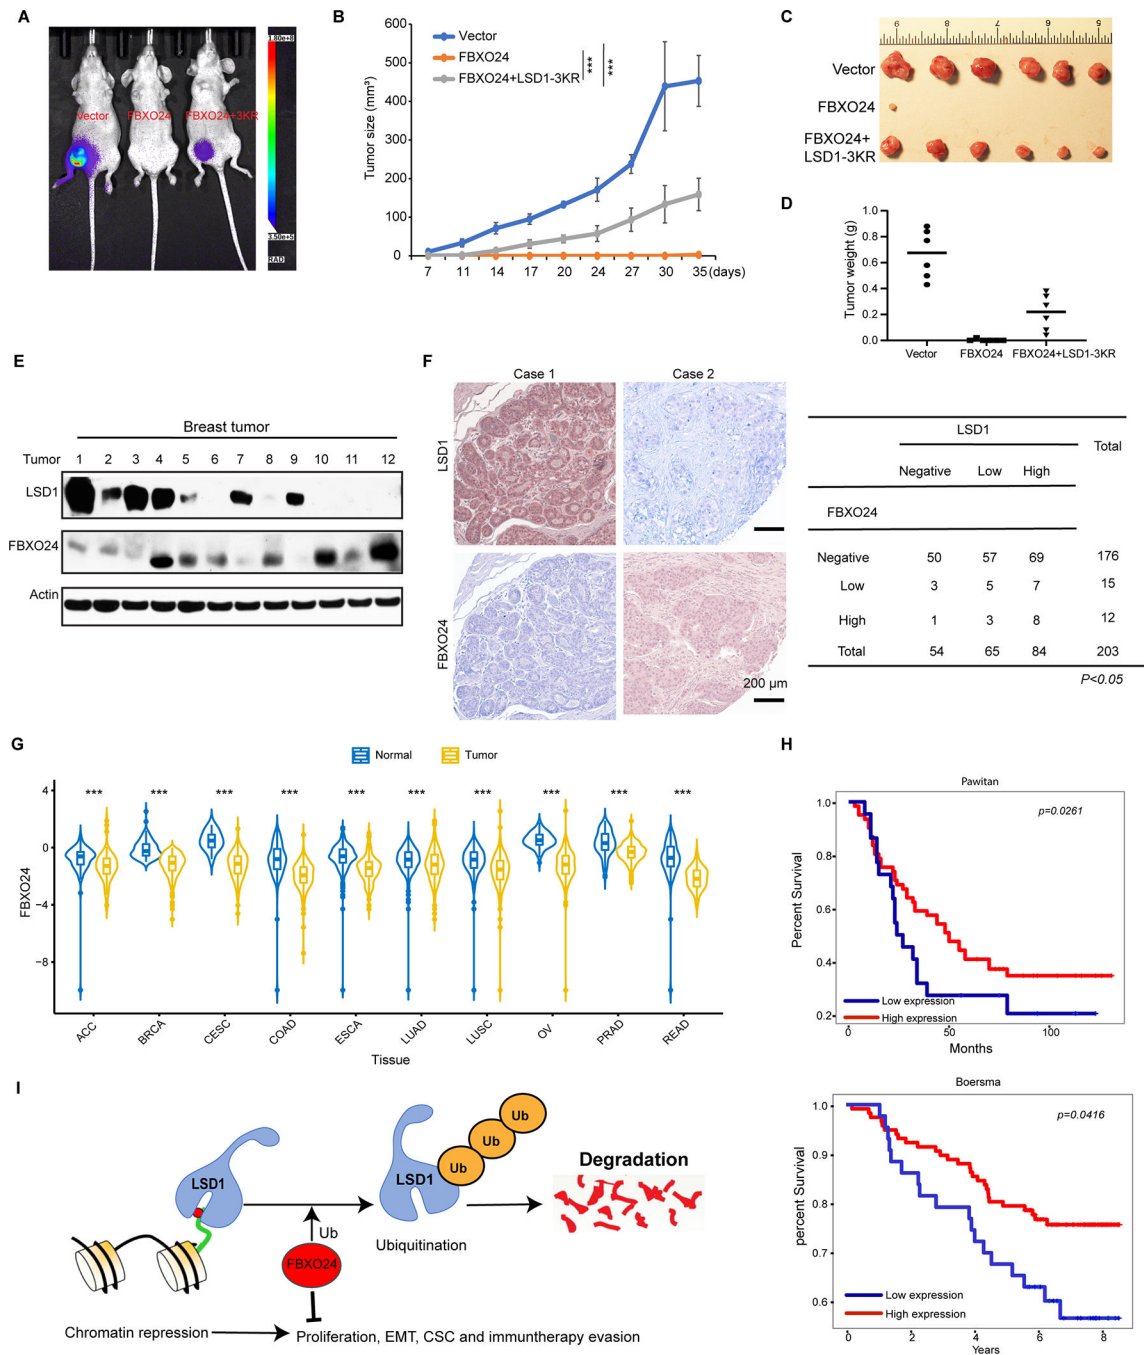 A
Vector
FBXO24
FBXO24+3KR
1.80e+8
3.50e+5
RAD
B
Tumor size (mm³)
600
500
400
300
200
100
0
Vector
FBXO24
FBXO24+LSD1-3KR
***
***
7 11 14 17 20 24 27 30 35 (days)
C
9 8 7 6 5
Vector
FBXO24
FBXO24+
LSD1-3KR
D
Tumor weight (g)
1.0
0.8
0.6
0.4
0.2
0.0
Vector FBXO24 FBXO24+LSD1-3KR
E
Breast tumor
Tumor 1 2 3 4 5 6 7 8 9 10 11 12
LSD1
FBXO24
Actin
F
Case 1 Case 2
LSD1
FBXO24
200 µm
LSD1 Total
Negative Low High
FBXO24
Negative 50 57 69 176
Low 3 5 7 15
High 1 3 8 12
Total 54 65 84 203
P<0.05
G
Normal Tumor
FBXO24
4
0
−4
−8
*** *** *** *** *** *** *** *** *** ***
ACC BRCA CESC COAD ESCA LUAD LUSC OV PRAD READ
Tissue
H
Pawitan
p=0.0261
Percent Survival
1.0
0.8
0.6
0.4
0.2
Low expression
High expression
0 50 100
Months
Boersma
p=0.0416
percent Survival
1.0
0.9
0.8
0.7
0.6
Low expression
High expression
0 2 4 6 8
Years
I
LSD1
Ub
FBXO24
LSD1
Ub
Ub
Ub
Ubiquitination
Degradation
Chromatin repression
Proliferation, EMT, CSC and immuntherapy evasion